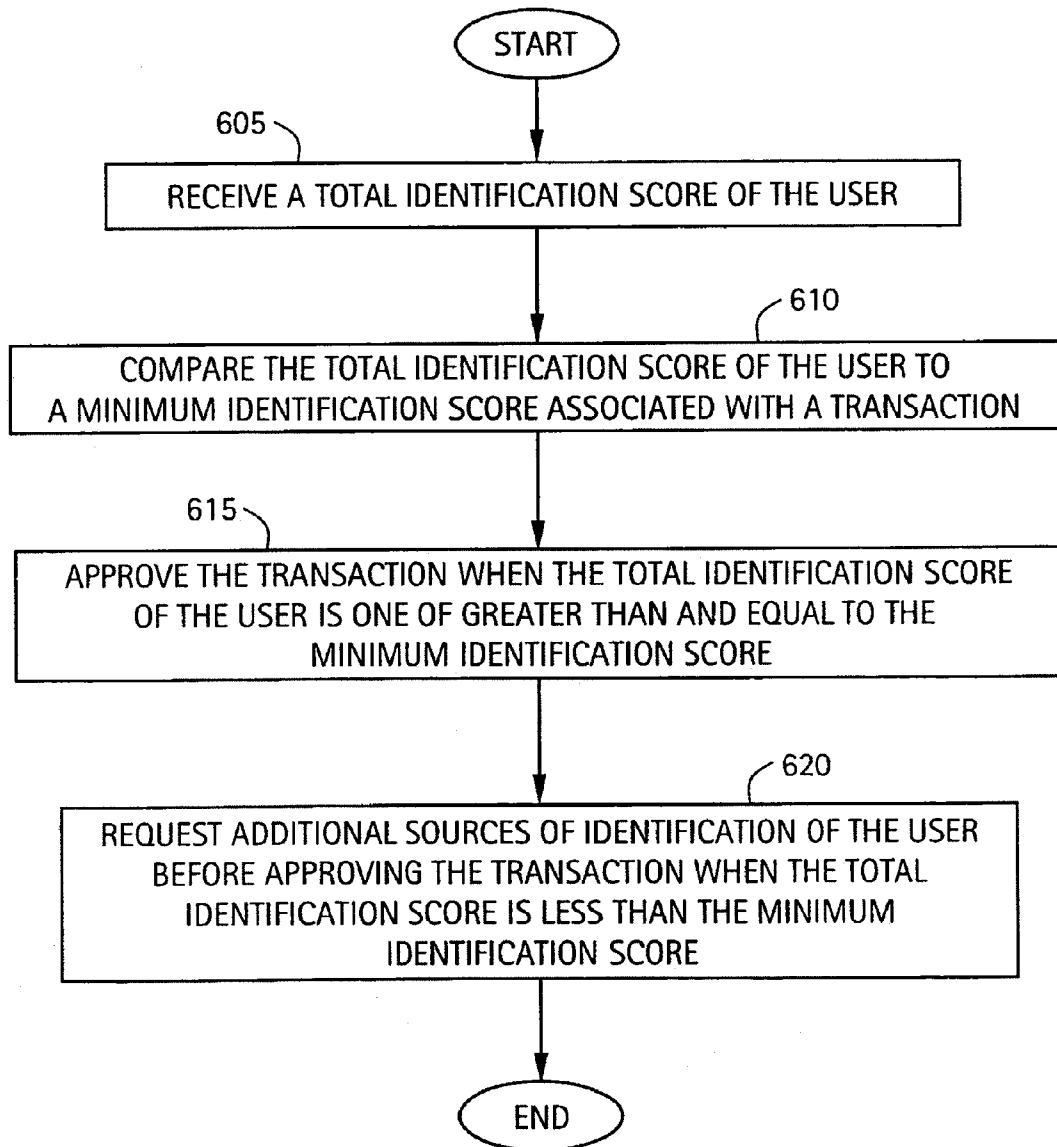 START
605
RECEIVE A TOTAL IDENTIFICATION SCORE OF THE USER
610
COMPARE THE TOTAL IDENTIFICATION SCORE OF THE USER TO
A MINIMUM IDENTIFICATION SCORE ASSOCIATED WITH A TRANSACTION
615
APPROVE THE TRANSACTION WHEN THE TOTAL IDENTIFICATION SCORE
OF THE USER IS ONE OF GREATER THAN AND EQUAL TO THE
MINIMUM IDENTIFICATION SCORE
620
REQUEST ADDITIONAL SOURCES OF IDENTIFICATION OF THE USER
BEFORE APPROVING THE TRANSACTION WHEN THE TOTAL
IDENTIFICATION SCORE IS LESS THAN THE MINIMUM
IDENTIFICATION SCORE
END